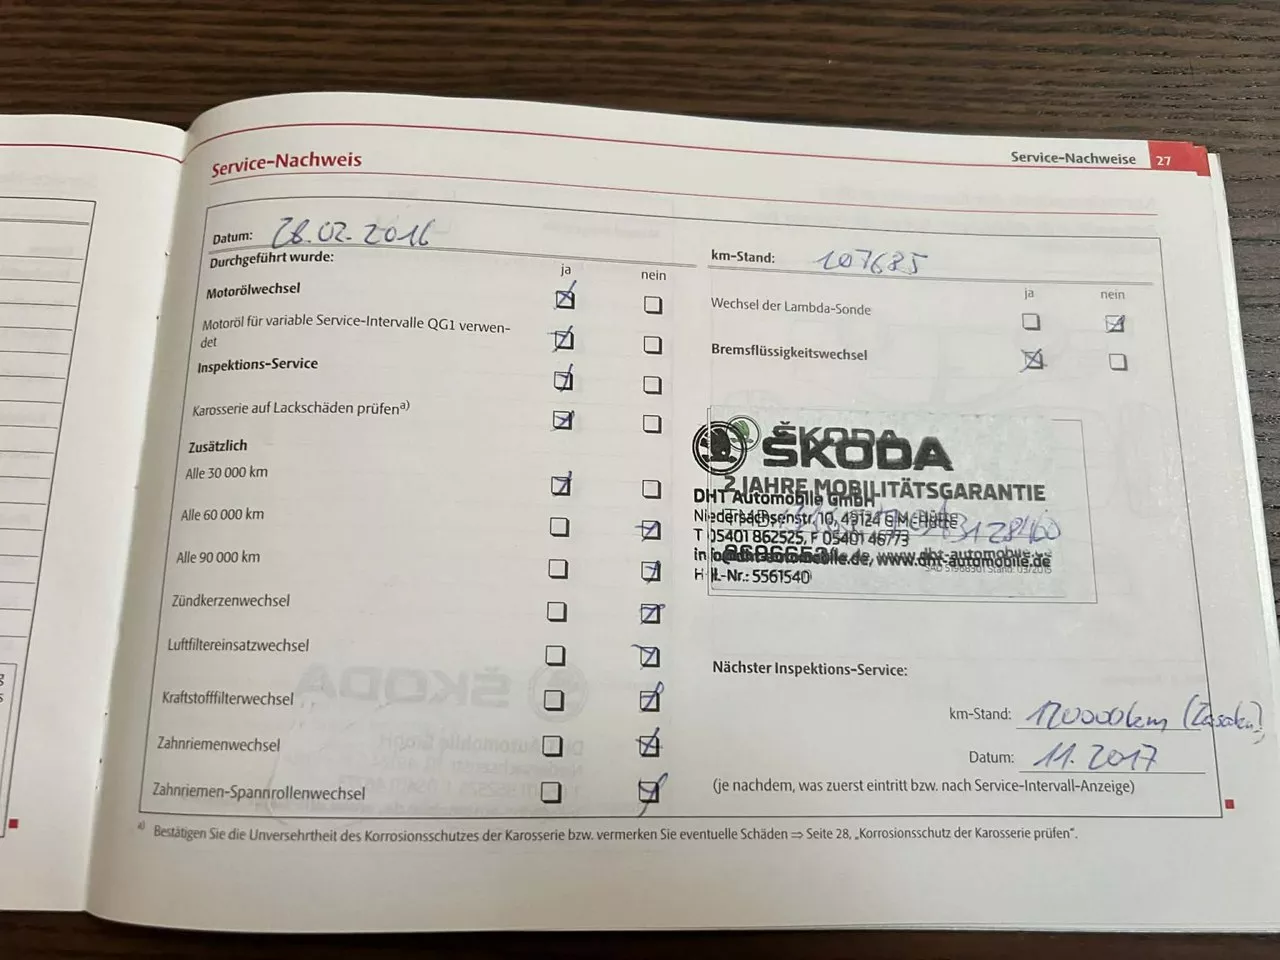 Service-Nachweise 27
Service-Nachweis
Datum: 28.02.2016
Durchgeführt wurde:
ja nein
Motorölwechsel
Motoröl für variable Service-Intervalle QG1 verwen-
det
Inspektions-Service
Karosserie auf Lackschäden prüfen a)
Zusätzlich
Alle 30 000 km
Alle 60 000 km
Alle 90 000 km
Zündkerzenwechsel
Luftfiltereinsatzwechsel
Kraftstofffilterwechsel
Zahnriemenwechsel
Zahnriemen-Spannrollenwechsel
km-Stand: 107685
ja nein
Wechsel der Lambda-Sonde
Bremsflüssigkeitswechsel
ŠKODA
ŠKODA
2 JAHRE MOBILITÄTSGARANTIE
DHT Automobile GmbH
Niedersachsenstr. 10, 49124 G M-Hütte
T 05401 862525, F 05401 46773
info@dht-automobile.de, www.dht-automobile.de
H -Nr.: 5561540
Nächster Inspektions-Service:
km-Stand: 120000km
Datum: 11.2017
(je nachdem, was zuerst eintritt bzw. nach Service-Intervall-Anzeige)
a) Bestätigen Sie die Unversehrtheit des Korrosionsschutzes der Karosserie bzw. vermerken Sie eventuelle Schäden ⇒ Seite 28, „Korrosionsschutz der Karosserie prüfen“.